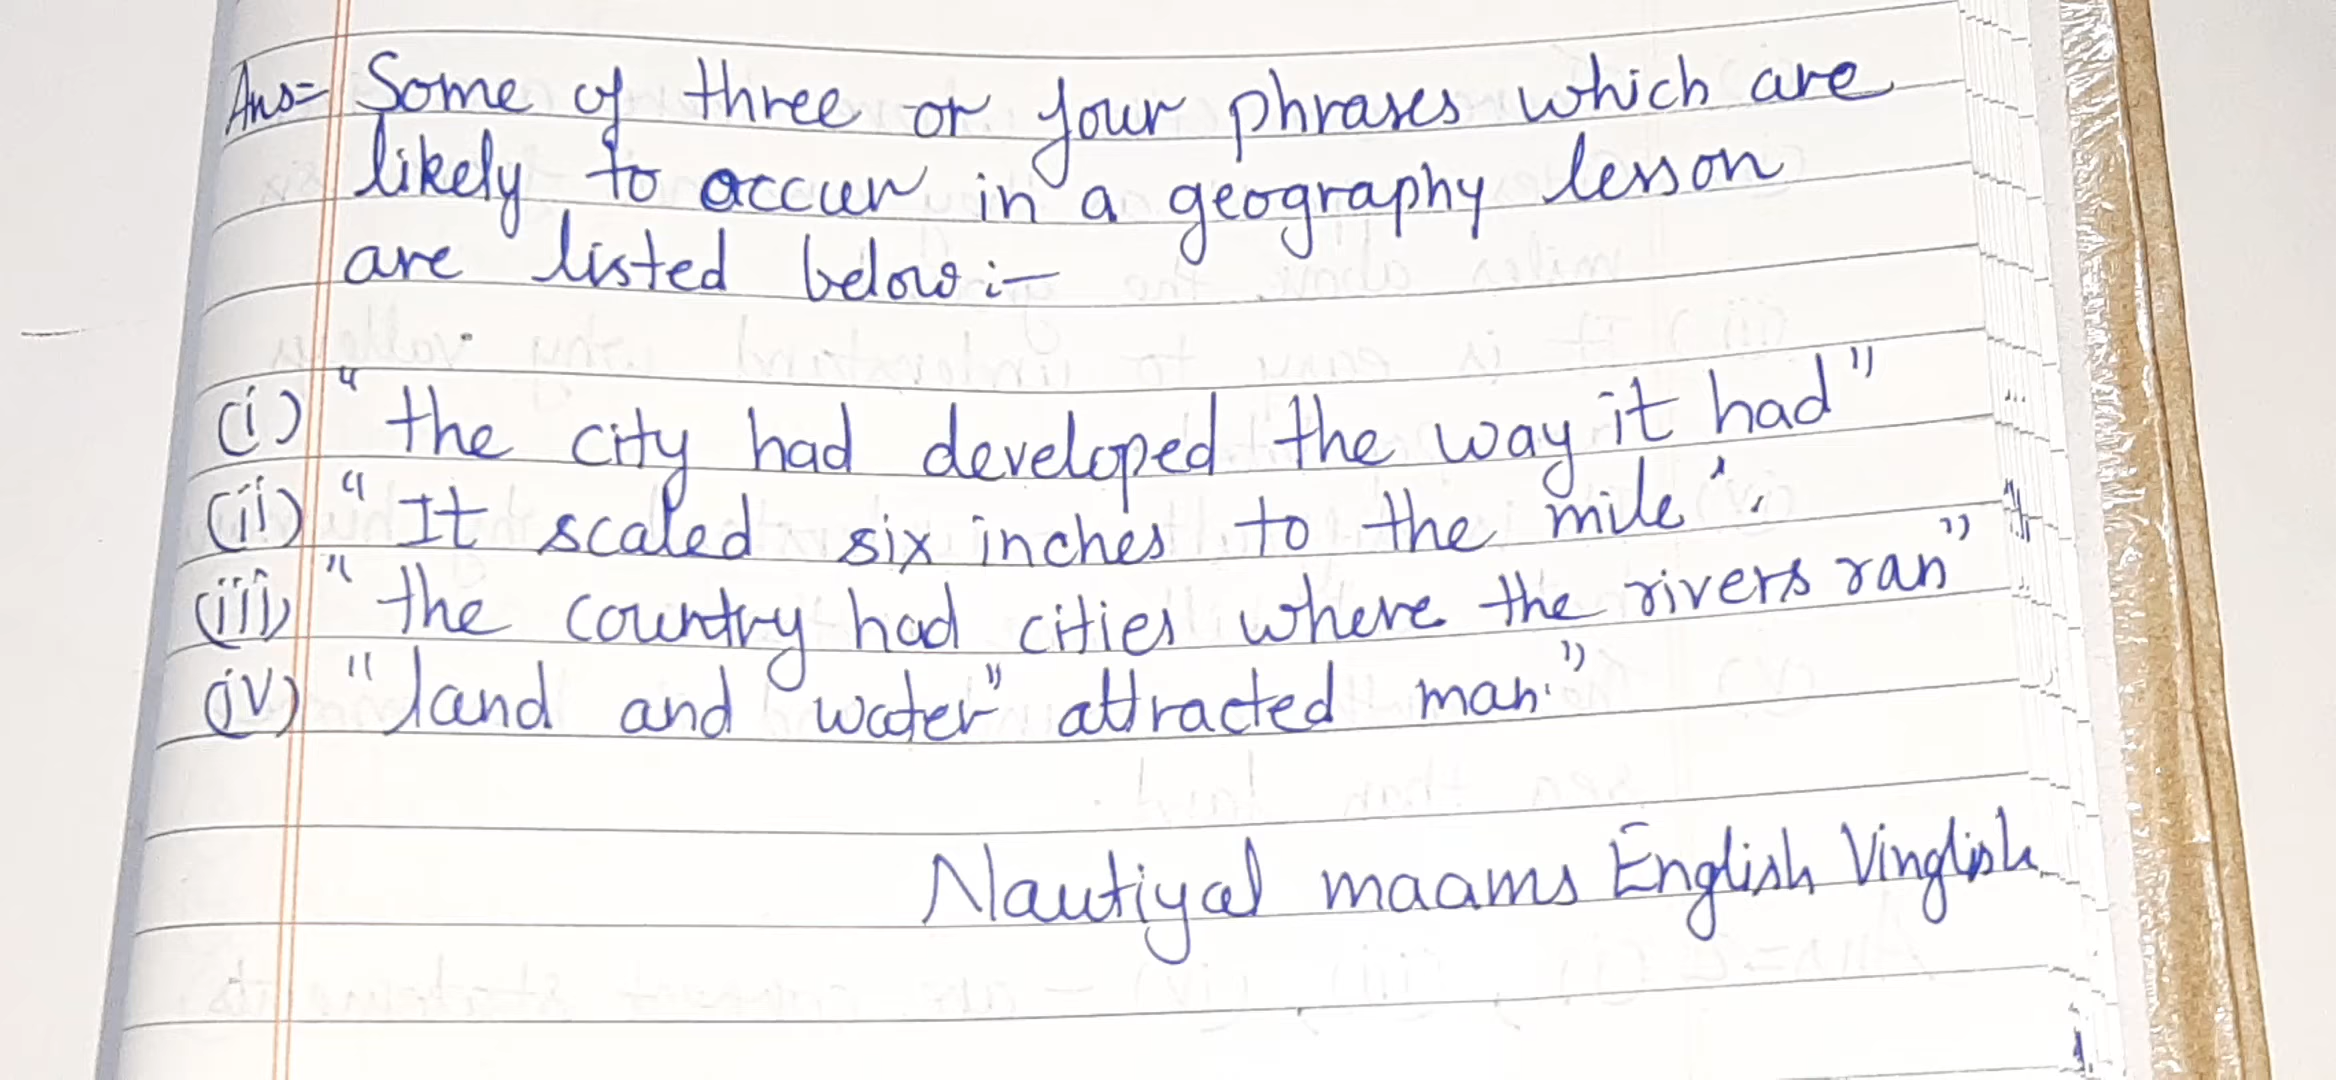 Ans= Some of three or four phrases which are
likely to occur in a geography lesson
are listed below :-
(i) "the city had developed the way it had"
(ii) "It scaled six inches to the mile".
(iii) "the country had cities where the rivers ran"
(iv) "land and water" attracted man."
Nautiyal maams English Vinglish